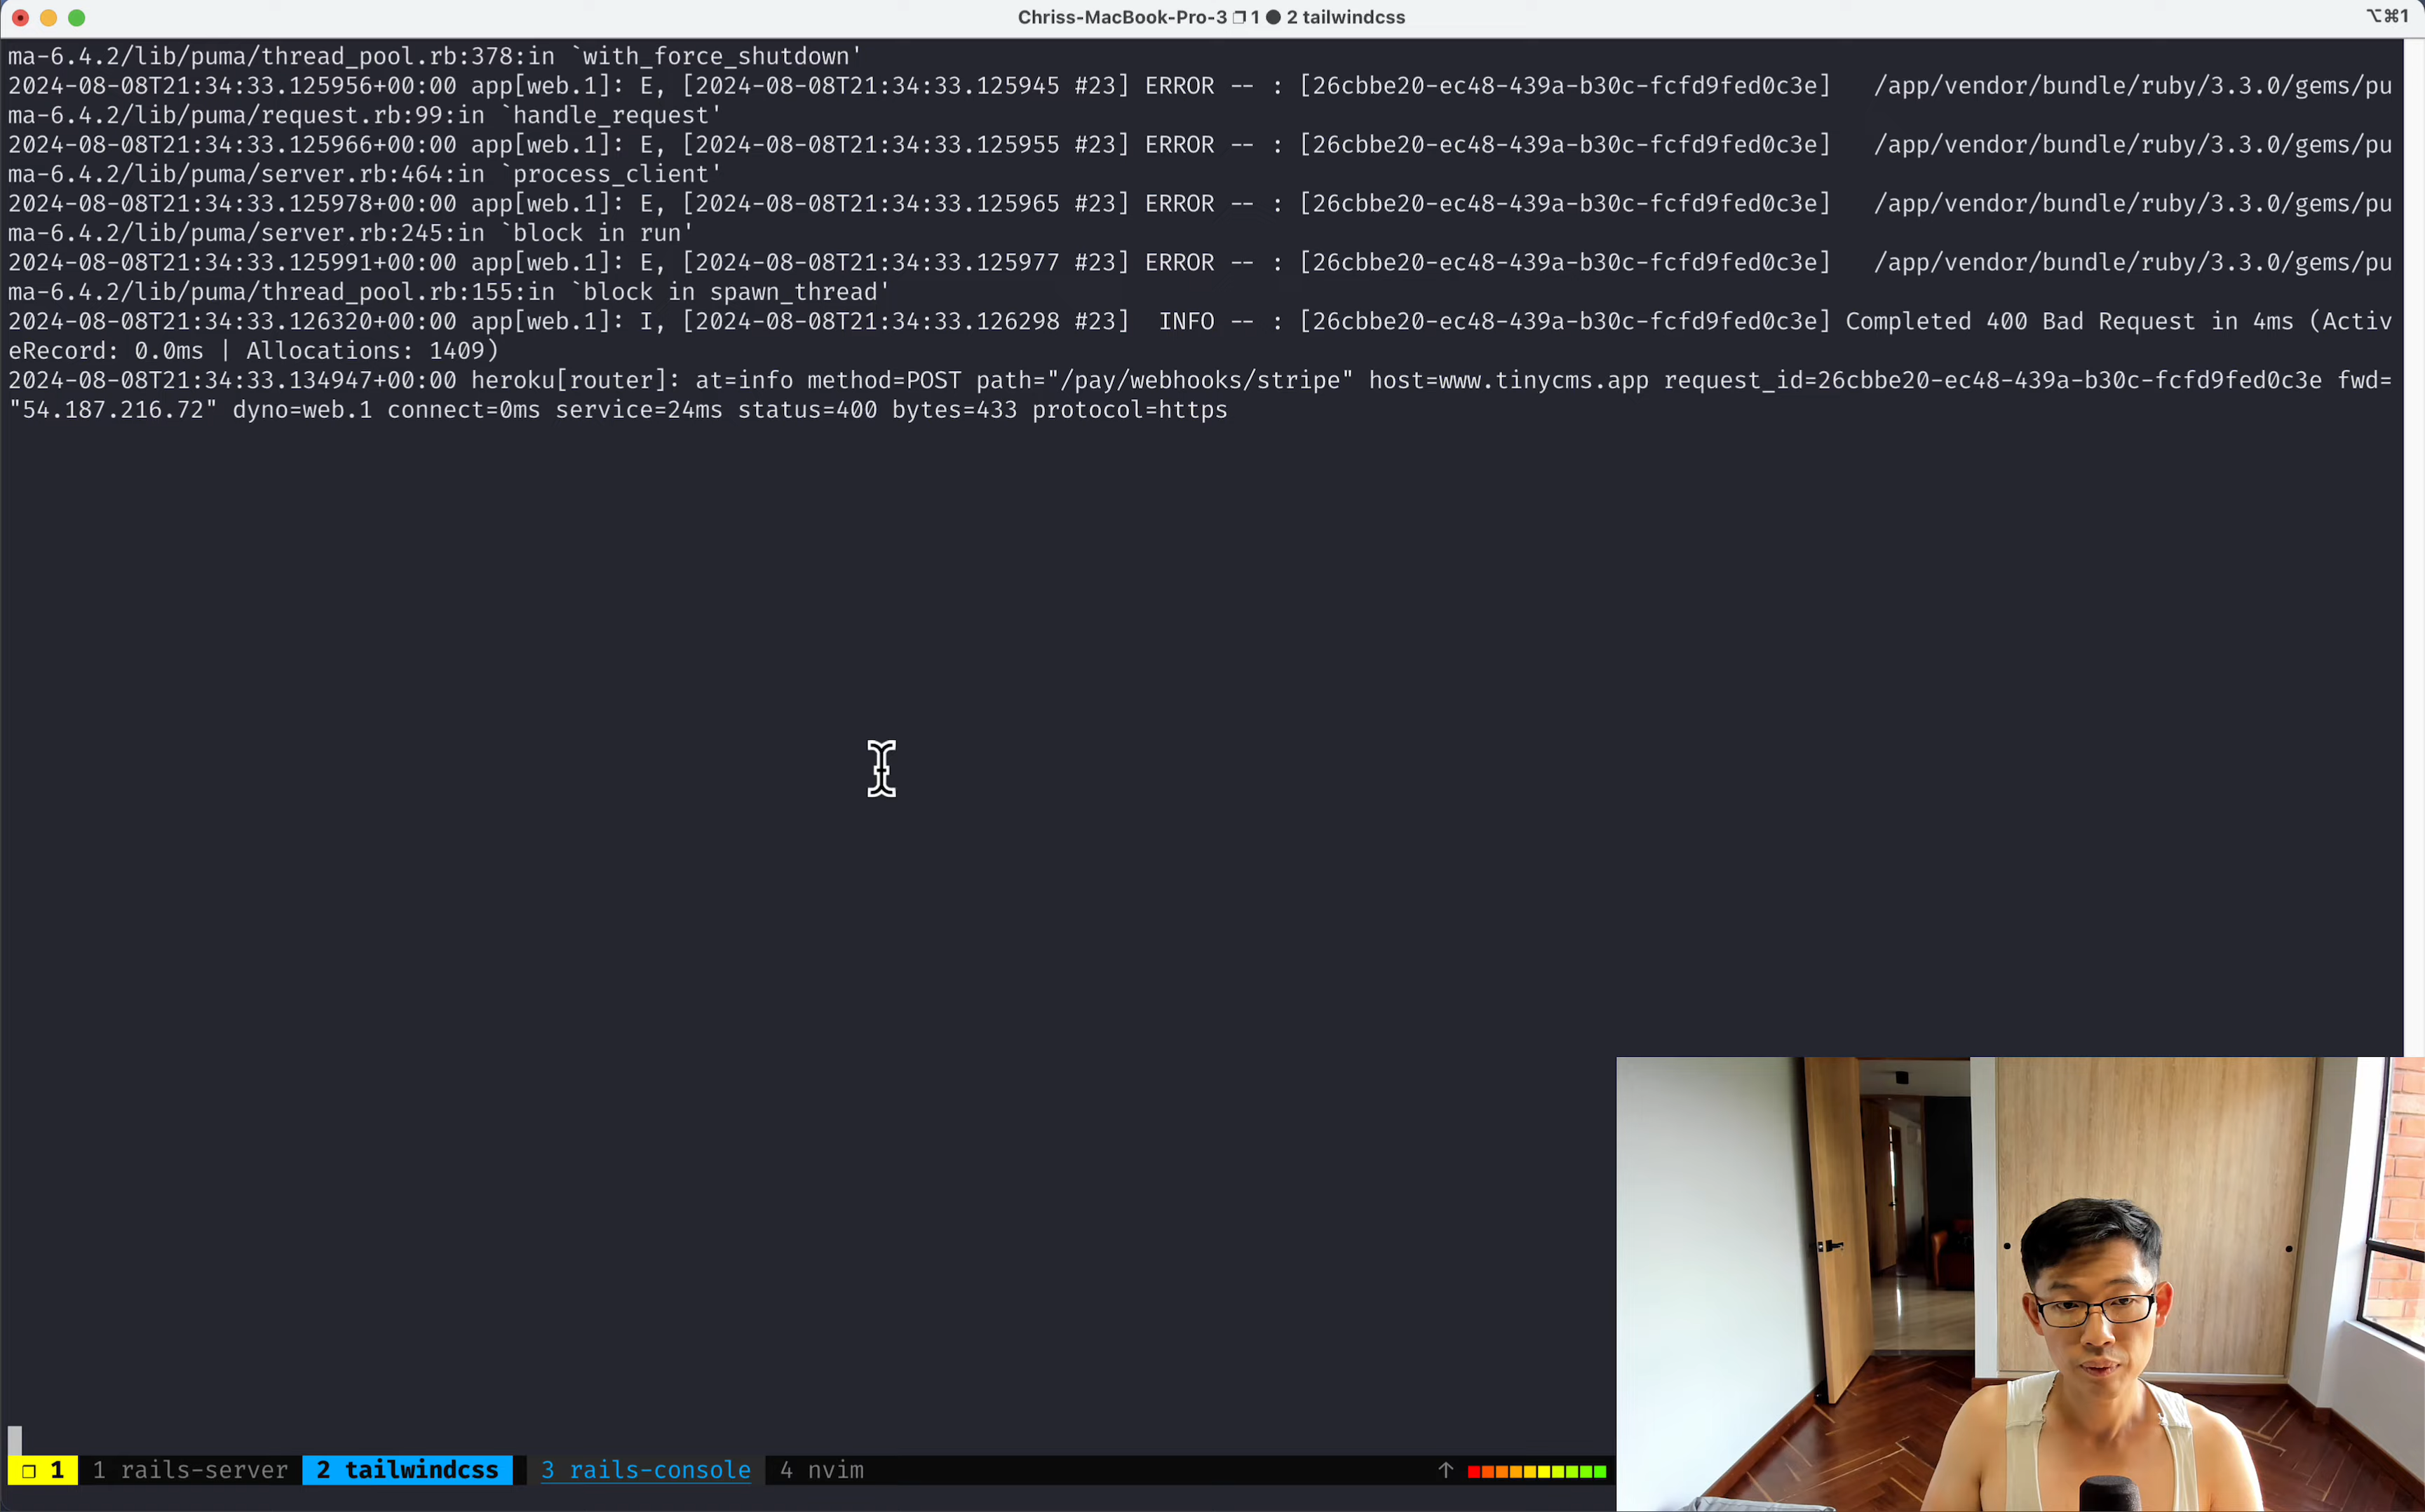 Chriss-MacBook-Pro-3 ❐ 1 ● 2 tailwindcss
⌥⌘1
ma-6.4.2/lib/puma/thread_pool.rb:378:in `with_force_shutdown'
2024-08-08T21:34:33.125956+00:00 app[web.1]: E, [2024-08-08T21:34:33.125945 #23] ERROR -- : [26cbbe20-ec48-439a-b30c-fcfd9fed0c3e]   /app/vendor/bundle/ruby/3.3.0/gems/pu
ma-6.4.2/lib/puma/request.rb:99:in `handle_request'
2024-08-08T21:34:33.125966+00:00 app[web.1]: E, [2024-08-08T21:34:33.125955 #23] ERROR -- : [26cbbe20-ec48-439a-b30c-fcfd9fed0c3e]   /app/vendor/bundle/ruby/3.3.0/gems/pu
ma-6.4.2/lib/puma/server.rb:464:in `process_client'
2024-08-08T21:34:33.125978+00:00 app[web.1]: E, [2024-08-08T21:34:33.125965 #23] ERROR -- : [26cbbe20-ec48-439a-b30c-fcfd9fed0c3e]   /app/vendor/bundle/ruby/3.3.0/gems/pu
ma-6.4.2/lib/puma/server.rb:245:in `block in run'
2024-08-08T21:34:33.125991+00:00 app[web.1]: E, [2024-08-08T21:34:33.125977 #23] ERROR -- : [26cbbe20-ec48-439a-b30c-fcfd9fed0c3e]   /app/vendor/bundle/ruby/3.3.0/gems/pu
ma-6.4.2/lib/puma/thread_pool.rb:155:in `block in spawn_thread'
2024-08-08T21:34:33.126320+00:00 app[web.1]: I, [2024-08-08T21:34:33.126298 #23]  INFO -- : [26cbbe20-ec48-439a-b30c-fcfd9fed0c3e] Completed 400 Bad Request in 4ms (Activ
eRecord: 0.0ms | Allocations: 1409)
2024-08-08T21:34:33.134947+00:00 heroku[router]: at=info method=POST path="/pay/webhooks/stripe" host=www.tinycms.app request_id=26cbbe20-ec48-439a-b30c-fcfd9fed0c3e fwd=
"54.187.216.72" dyno=web.1 connect=0ms service=24ms status=400 bytes=433 protocol=https
❐ 1 1 rails-server 2 tailwindcss 3 rails-console 4 nvim ↑